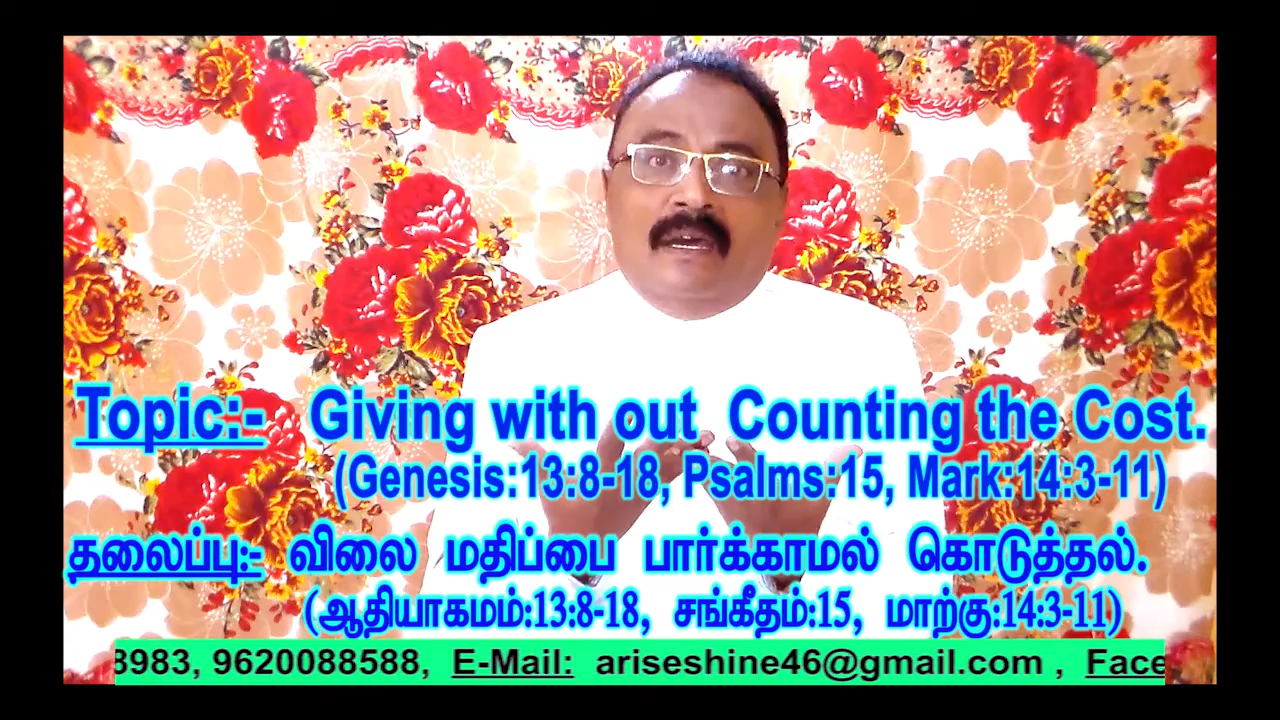 Topic:- Giving with out Counting the Cost.
(Genesis:13:8-18, Psalms:15, Mark:14:3-11)
தலைப்பு:- விலை மதிப்பை பார்க்காமல் கொடுத்தல்.
(ஆதியாகமம்:13:8-18, சங்கீதம்:15, மாற்கு:14:3-11)
8983, 9620088588, E-Mail: ariseshine46@gmail.com , Face